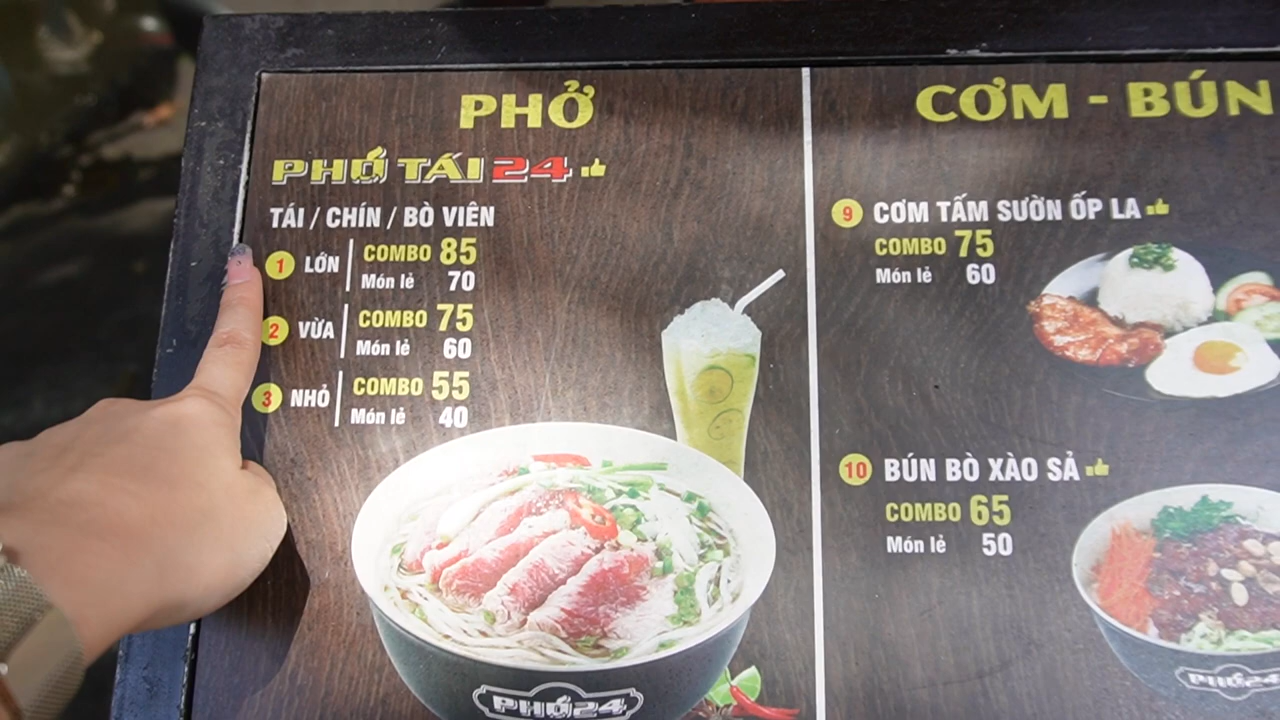 PHỞ
PHỞ TÁI 24
TÁI / CHÍN / BÒ VIÊN
1 LỚN COMBO 85
Món lẻ 70
2 VỪA COMBO 75
Món lẻ 60
3 NHỎ COMBO 55
Món lẻ 40
PHỞ24
CƠM - BÚN
9 CƠM TẤM SƯỜN ỐP LA
COMBO 75
Món lẻ 60
10 BÚN BÒ XÀO SẢ
COMBO 65
Món lẻ 50
PHỞ24